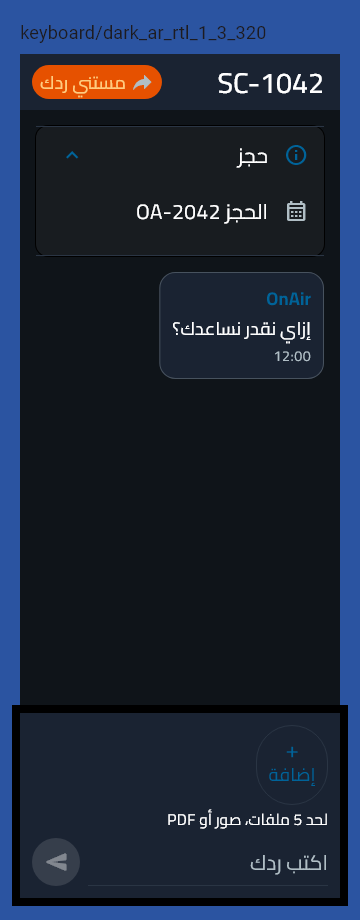 keyboard/dark_ar_rtl_1_3_320
SC-1042
مستني ردك
حجز
الحجز OA-2042
OnAir
إزاي نقدر نساعدك؟
12:00
+
إضافة
لحد 5 ملفات، صور أو PDF
اكتب ردك